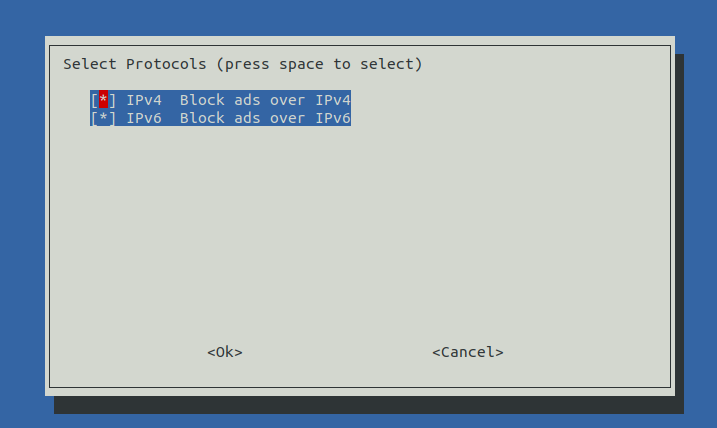 Select Protocols (press space to select)
[*] IPv4  Block ads over IPv4
[*] IPv6  Block ads over IPv6
<Ok> <Cancel>